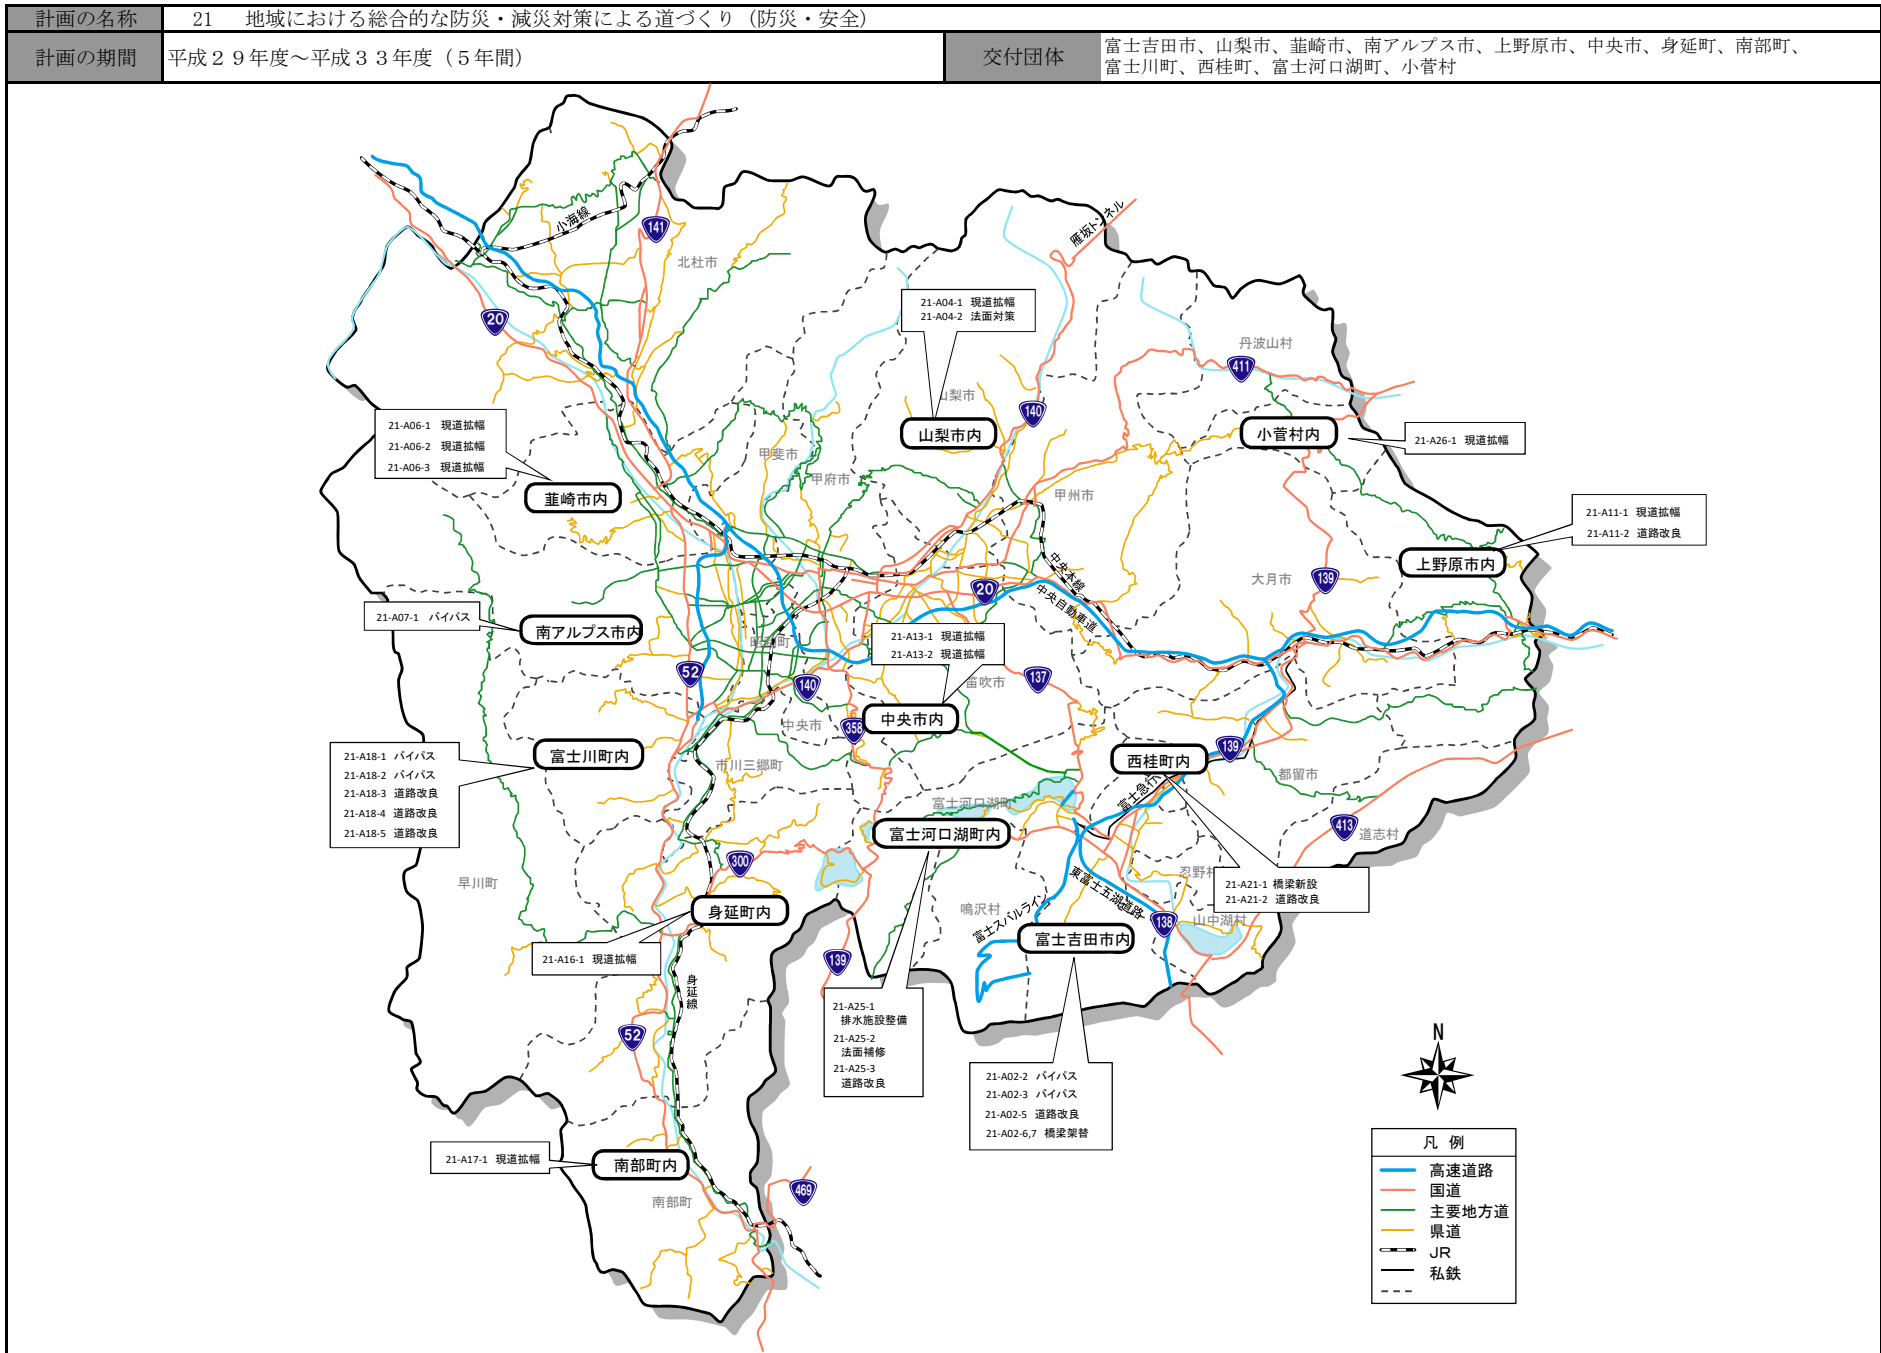 計画の名称
21 地域における総合的な防災・減災対策による道づくり（防災・安全）
計画の期間
平成２９年度～平成３３年度（５年間）
交付団体
富士吉田市、山梨市、韮崎市、南アルプス市、上野原市、中央市、身延町、南部町、
富士川町、西桂町、富士河口湖町、小菅村
小海線
141
北杜市
雁坂トンネル
20
21-A04-1 現道拡幅
21-A04-2 法面対策
丹波山村
411
山梨市
140
山梨市内
小菅村内
21-A26-1 現道拡幅
21-A06-1 現道拡幅
21-A06-2 現道拡幅
21-A06-3 現道拡幅
韮崎市内
甲斐市
甲府市
甲州市
21-A11-1 現道拡幅
21-A11-2 道路改良
上野原市内
中央本線
中央自動車道
20
大月市
139
21-A07-1 バイパス
南アルプス市内
昭和町
21-A13-1 現道拡幅
21-A13-2 現道拡幅
52
140
笛吹市
137
中央市
358
中央市内
21-A18-1 バイパス
21-A18-2 バイパス
21-A18-3 道路改良
21-A18-4 道路改良
21-A18-5 道路改良
富士川町内
市川三郷町
西桂町内
139
都留市
富士急行
富士河口湖町
富士河口湖町内
413
道志村
300
早川町
忍野村
21-A21-1 橋梁新設
21-A21-2 道路改良
身延町内
鳴沢村
富士スバルライン
東富士五湖道路
138
山中湖村
富士吉田市内
21-A16-1 現道拡幅
139
身延線
21-A25-1
排水施設整備
21-A25-2
法面補修
21-A25-3
道路改良
52
21-A02-2 バイパス
21-A02-3 バイパス
21-A02-5 道路改良
21-A02-6,7 橋梁架替
N
21-A17-1 現道拡幅
南部町内
南部町
469
凡 例
高速道路
国道
主要地方道
県道
JR
私鉄